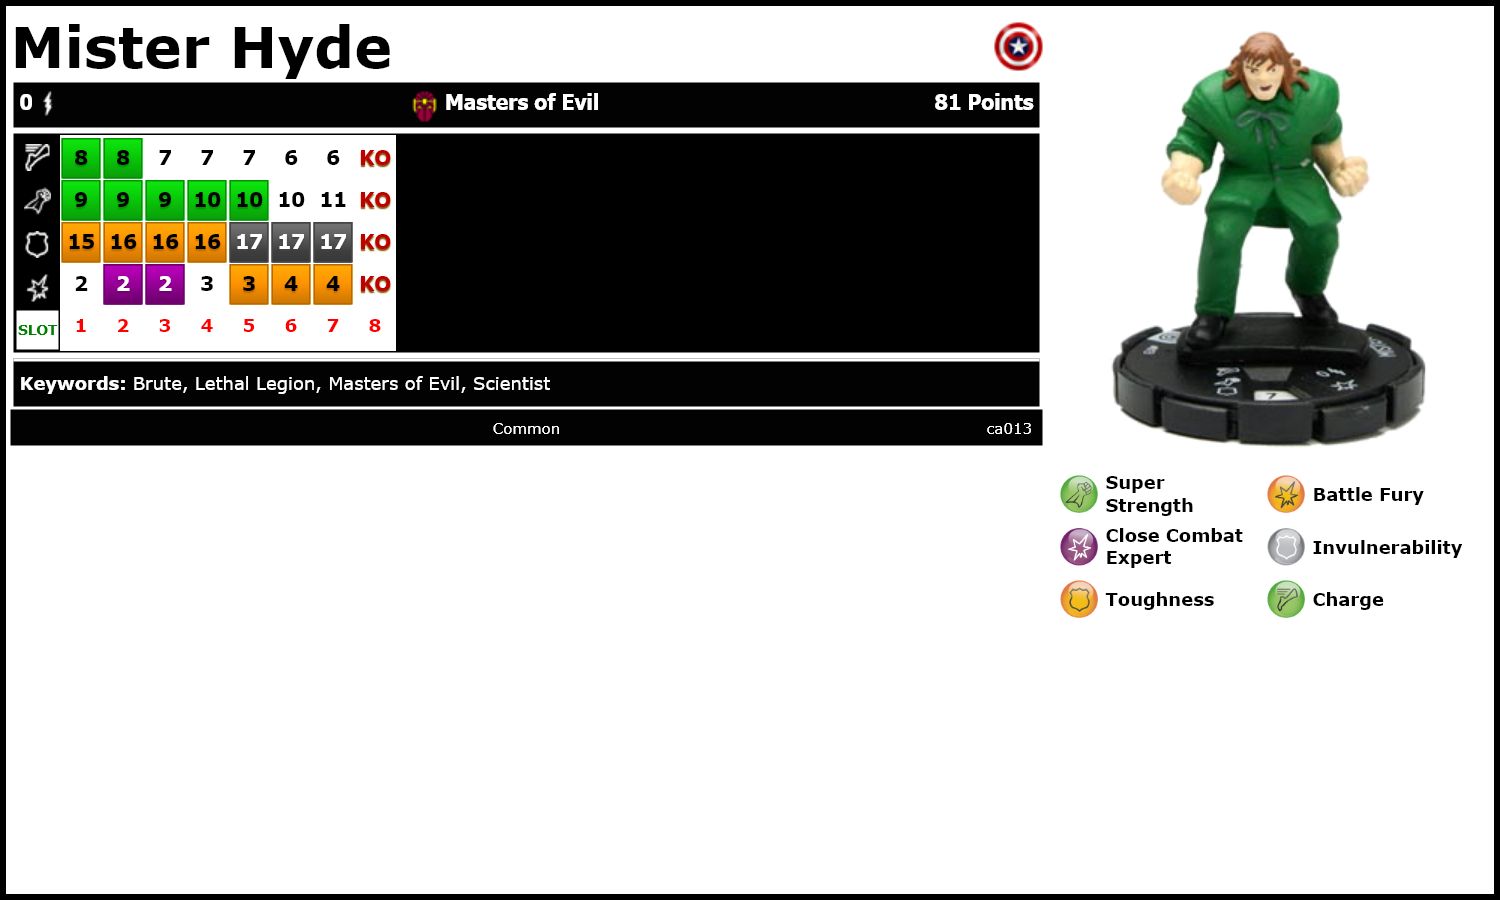 Mister Hyde
0 Masters of Evil 81 Points
8 8 7 7 7 6 6 KO
9 9 9 10 10 10 11 KO
15 16 16 16 17 17 17 KO
2 2 2 3 3 4 4 KO
SLOT 1 2 3 4 5 6 7 8
Keywords: Brute, Lethal Legion, Masters of Evil, Scientist
Common ca013
0
7
Super
Strength
Battle Fury
Close Combat
Expert
Invulnerability
Toughness
Charge